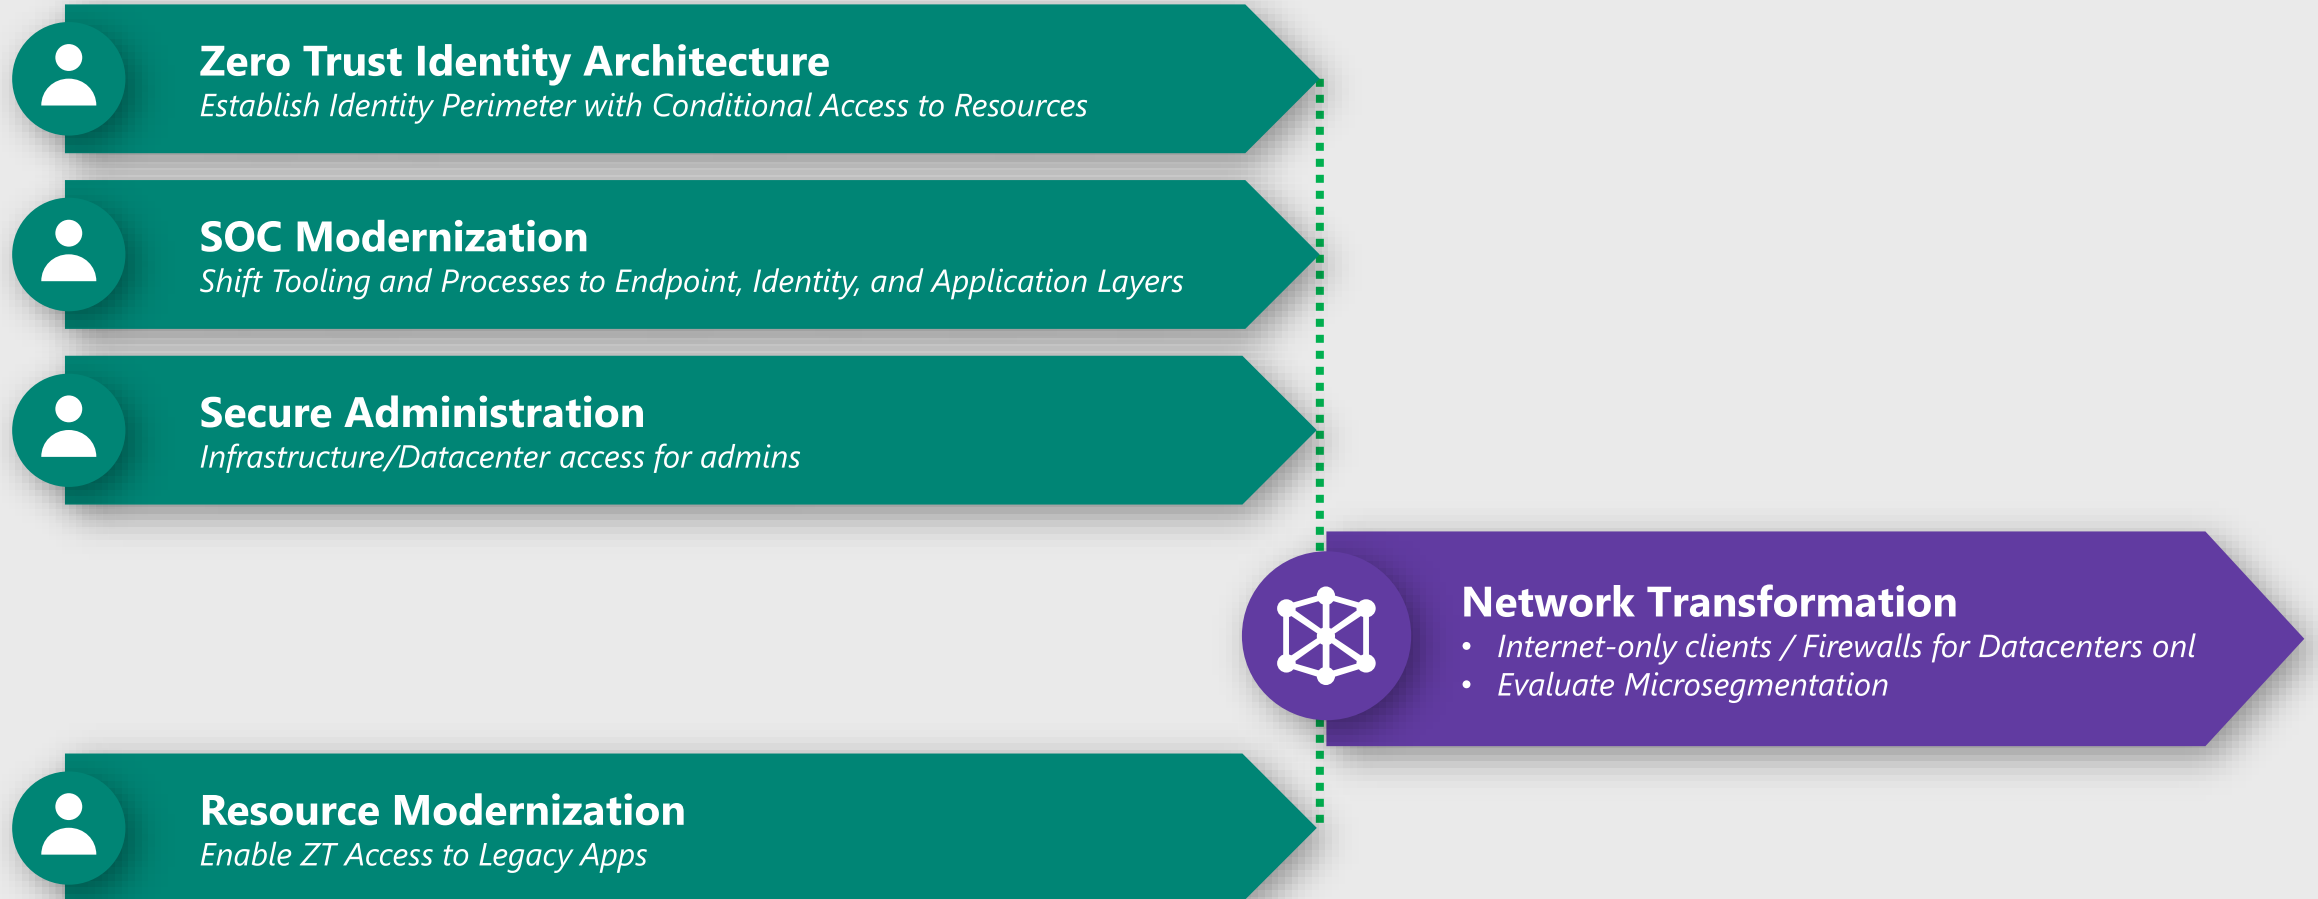 Zero Trust Identity Architecture
Establish Identity Perimeter with Conditional Access to Resources
SOC Modernization
Shift Tooling and Processes to Endpoint, Identity, and Application Layers
Secure Administration
Infrastructure/Datacenter access for admins
Network Transformation
• Internet-only clients / Firewalls for Datacenters onl
• Evaluate Microsegmentation
Resource Modernization
Enable ZT Access to Legacy Apps